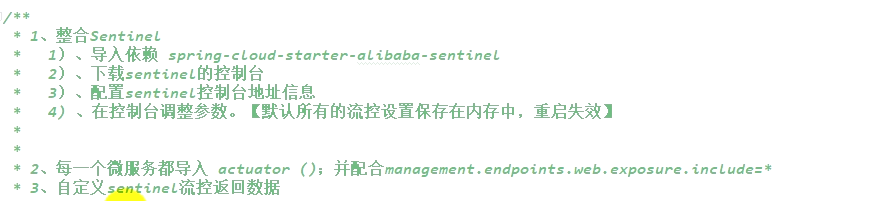 /**
 * 1、整合Sentinel
 *   1）、导入依赖 spring-cloud-starter-alibaba-sentinel
 *   2）、下载sentinel的控制台
 *   3）、配置sentinel控制台地址信息
 *   4) 、在控制台调整参数。【默认所有的流控设置保存在内存中，重启失效】
 *
 *
 * 2、每一个微服务都导入 actuator ()；并配合management.endpoints.web.exposure.include=*
 * 3、自定义sentinel流控返回数据